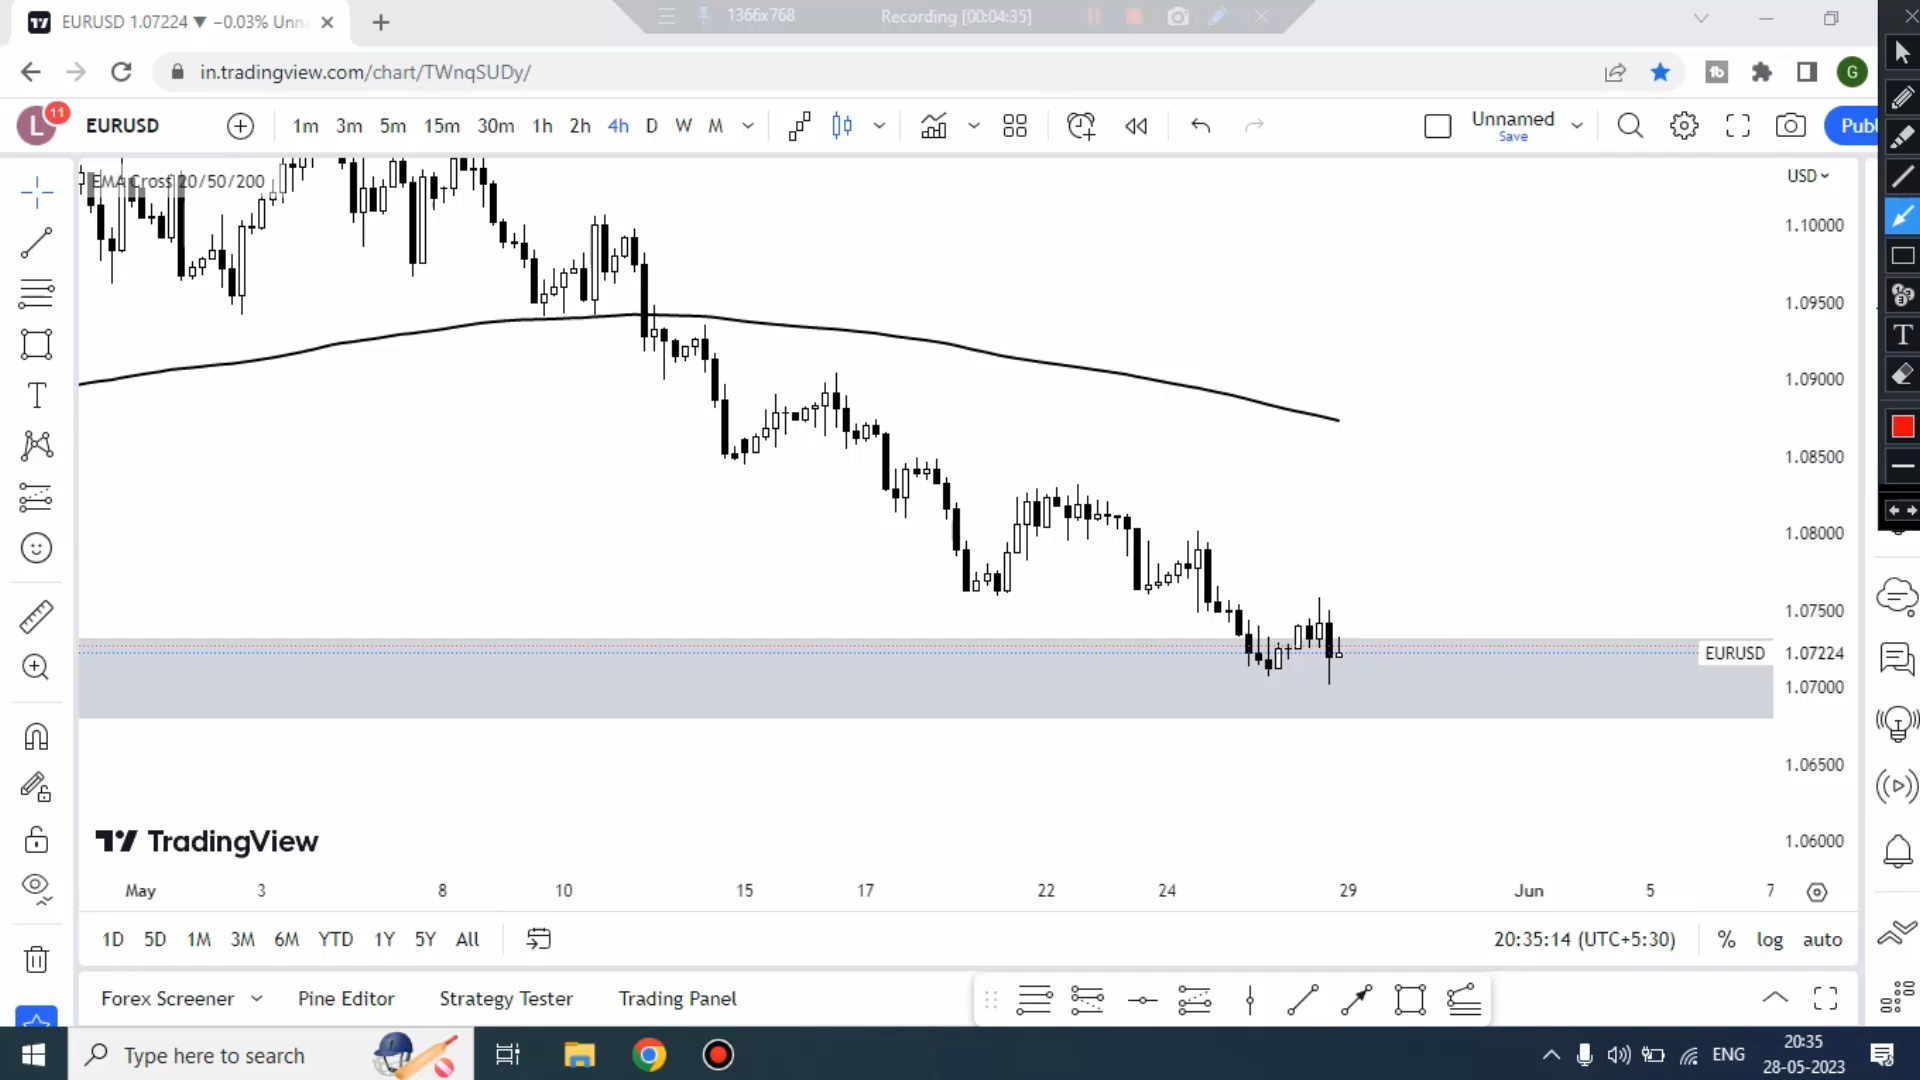 EURUSD 1.07224 ▼ −0.03% Unna
1366x768
Recording [00:04:35]
in.tradingview.com/chart/TWnqSUDy/
G
L
11
EURUSD
1m 3m 5m 15m 30m 1h 2h 4h D W M
Unnamed
Save
Publ
EMA Cross 20/50/200
USD
1.10000
1.09500
1.09000
1.08500
1.08000
1.07500
EURUSD 1.07224
1.07000
1.06500
1.06000
TradingView
May 3 8 10 15 17 22 24 29 Jun 5 7
1D 5D 1M 3M 6M YTD 1Y 5Y All
20:35:14 (UTC+5:30)
% log auto
Forex Screener Pine Editor Strategy Tester Trading Panel
Type here to search
ENG
20:35
28-05-2023